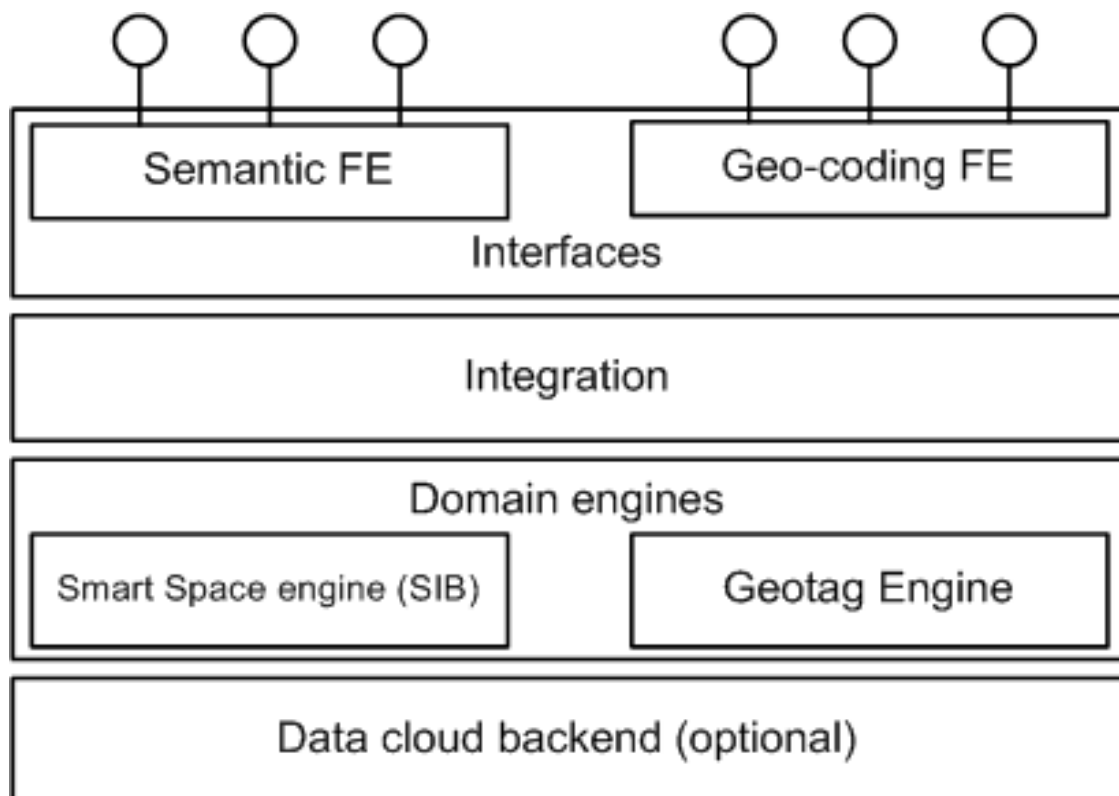 Semantic FE
Geo-coding FE
Interfaces
Integration
Domain engines
Smart Space engine (SIB)
Geotag Engine
Data cloud backend (optional)